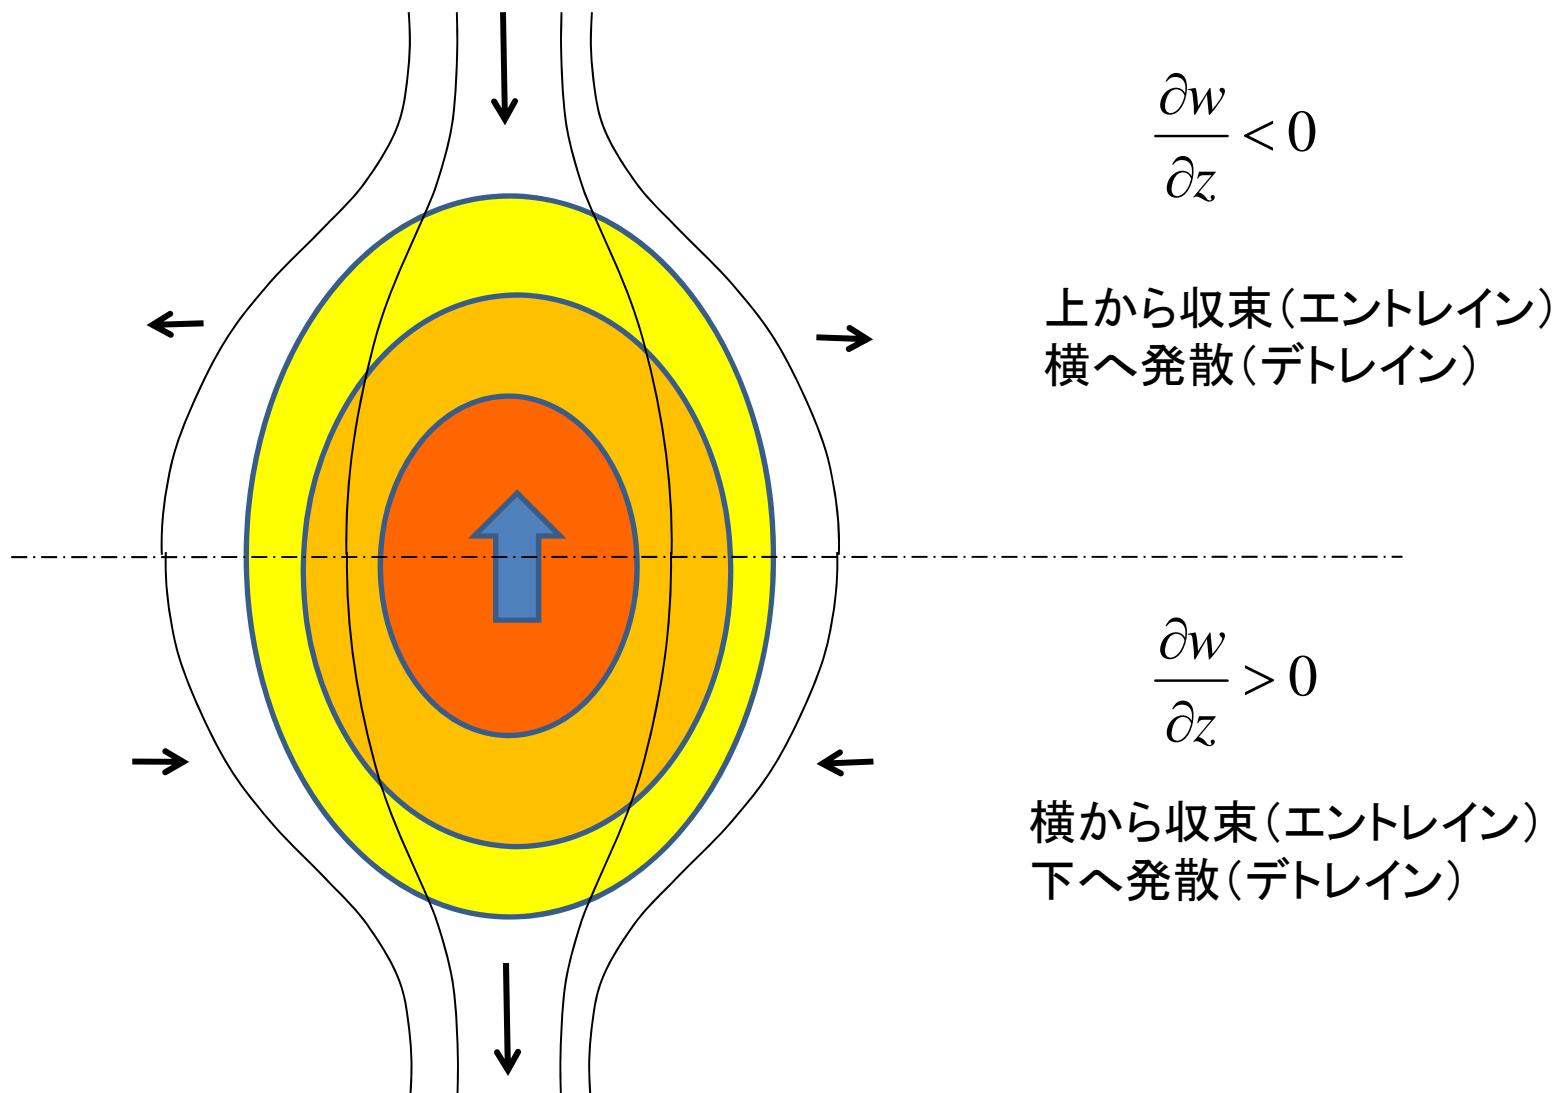 ∂w/∂z < 0
上から収束（エントレイン）
横へ発散（デトレイン）
∂w/∂z > 0
横から収束（エントレイン）
下へ発散（デトレイン）